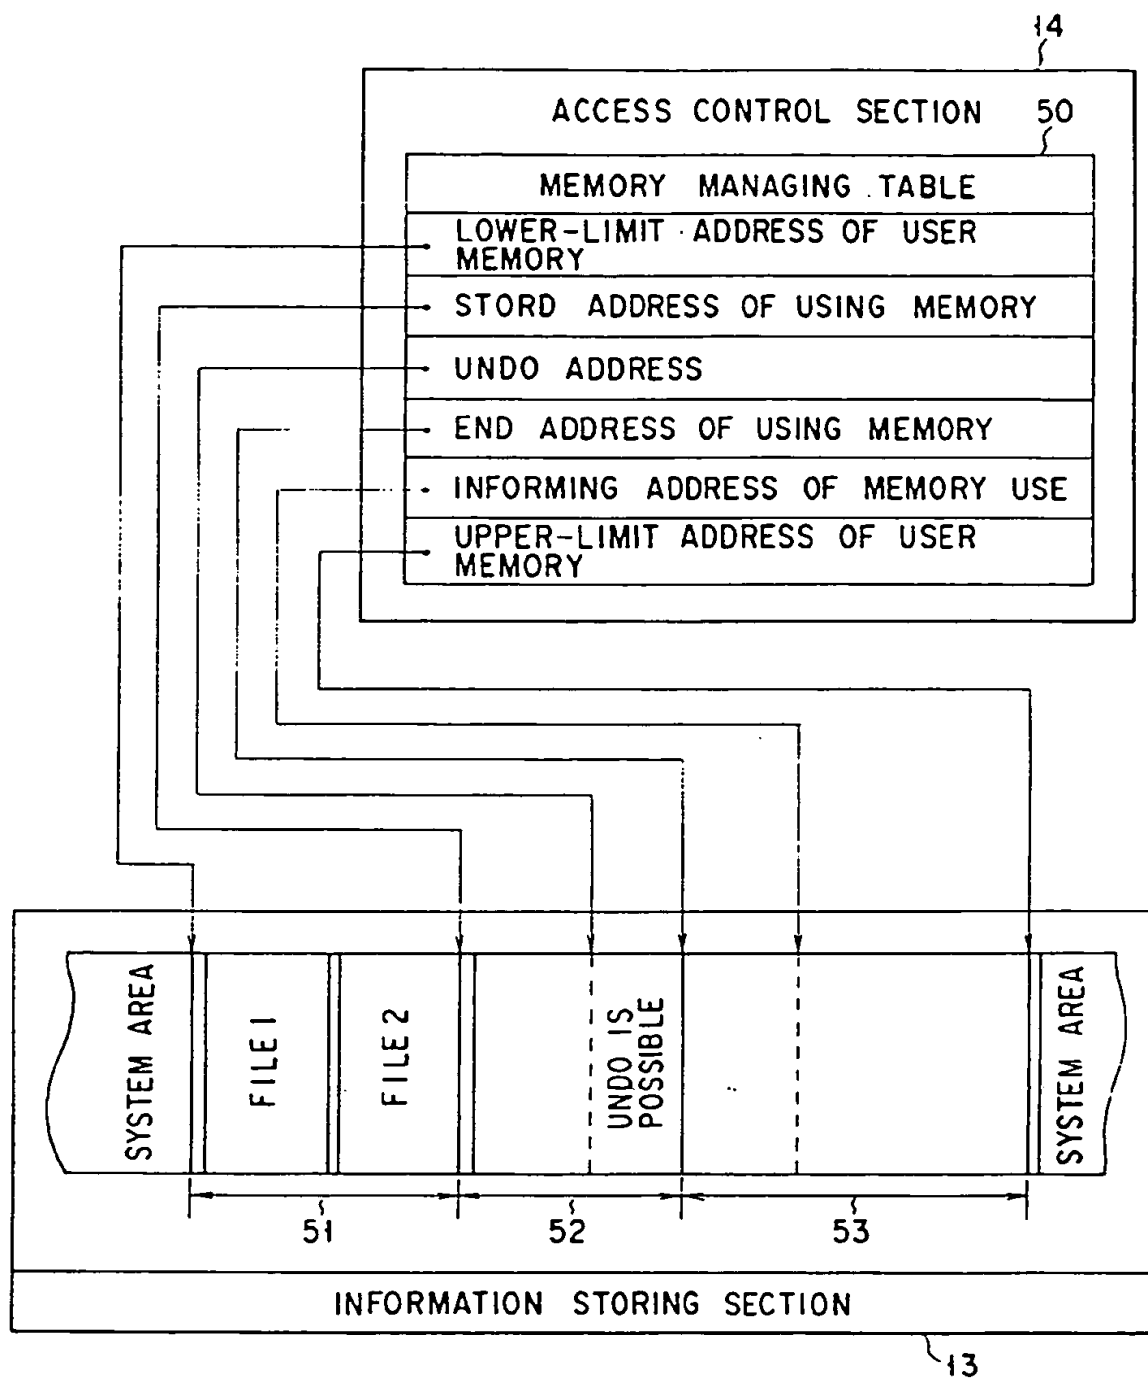 14
ACCESS CONTROL SECTION 50
MEMORY MANAGING TABLE
LOWER-LIMIT ADDRESS OF USER
MEMORY
STORD ADDRESS OF USING MEMORY
UNDO ADDRESS
END ADDRESS OF USING MEMORY
INFORMING ADDRESS OF MEMORY USE
UPPER-LIMIT ADDRESS OF USER
MEMORY
SYSTEM AREA
FILE 1
FILE 2
UNDO IS
POSSIBLE
SYSTEM AREA
51
52
53
INFORMATION STORING SECTION
13